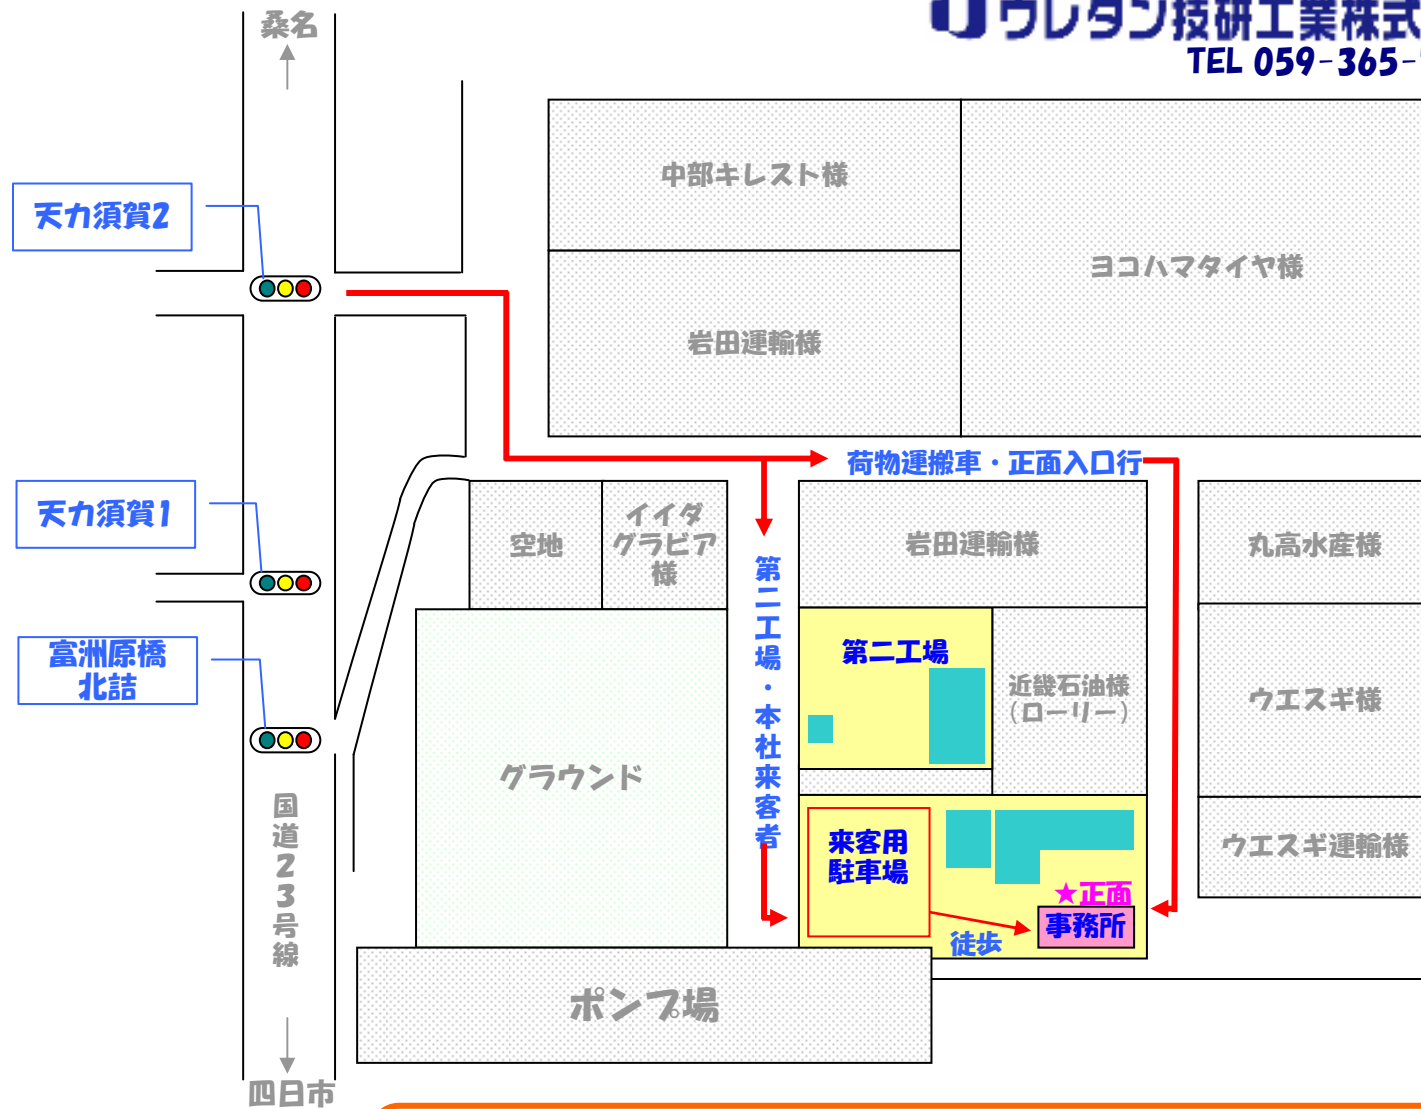 桑名
ウレタン技研工業株式
TEL 059-365-
中部キレスト様
天カ須賀2
ヨコハマタイヤ様
岩田運輸様
荷物運搬車・正面入口行
天カ須賀1
空地
イイダ
グラビア
様
岩田運輸様
丸高水産様
第二工場・本社来客者
富洲原橋
北詰
第二工場
近畿石油様
(ローリー)
ウエスギ様
グラウンド
国道23号線
来客用
駐車場
ウエスギ運輸様
★正面
事務所
徒歩
ポンプ場
四日市